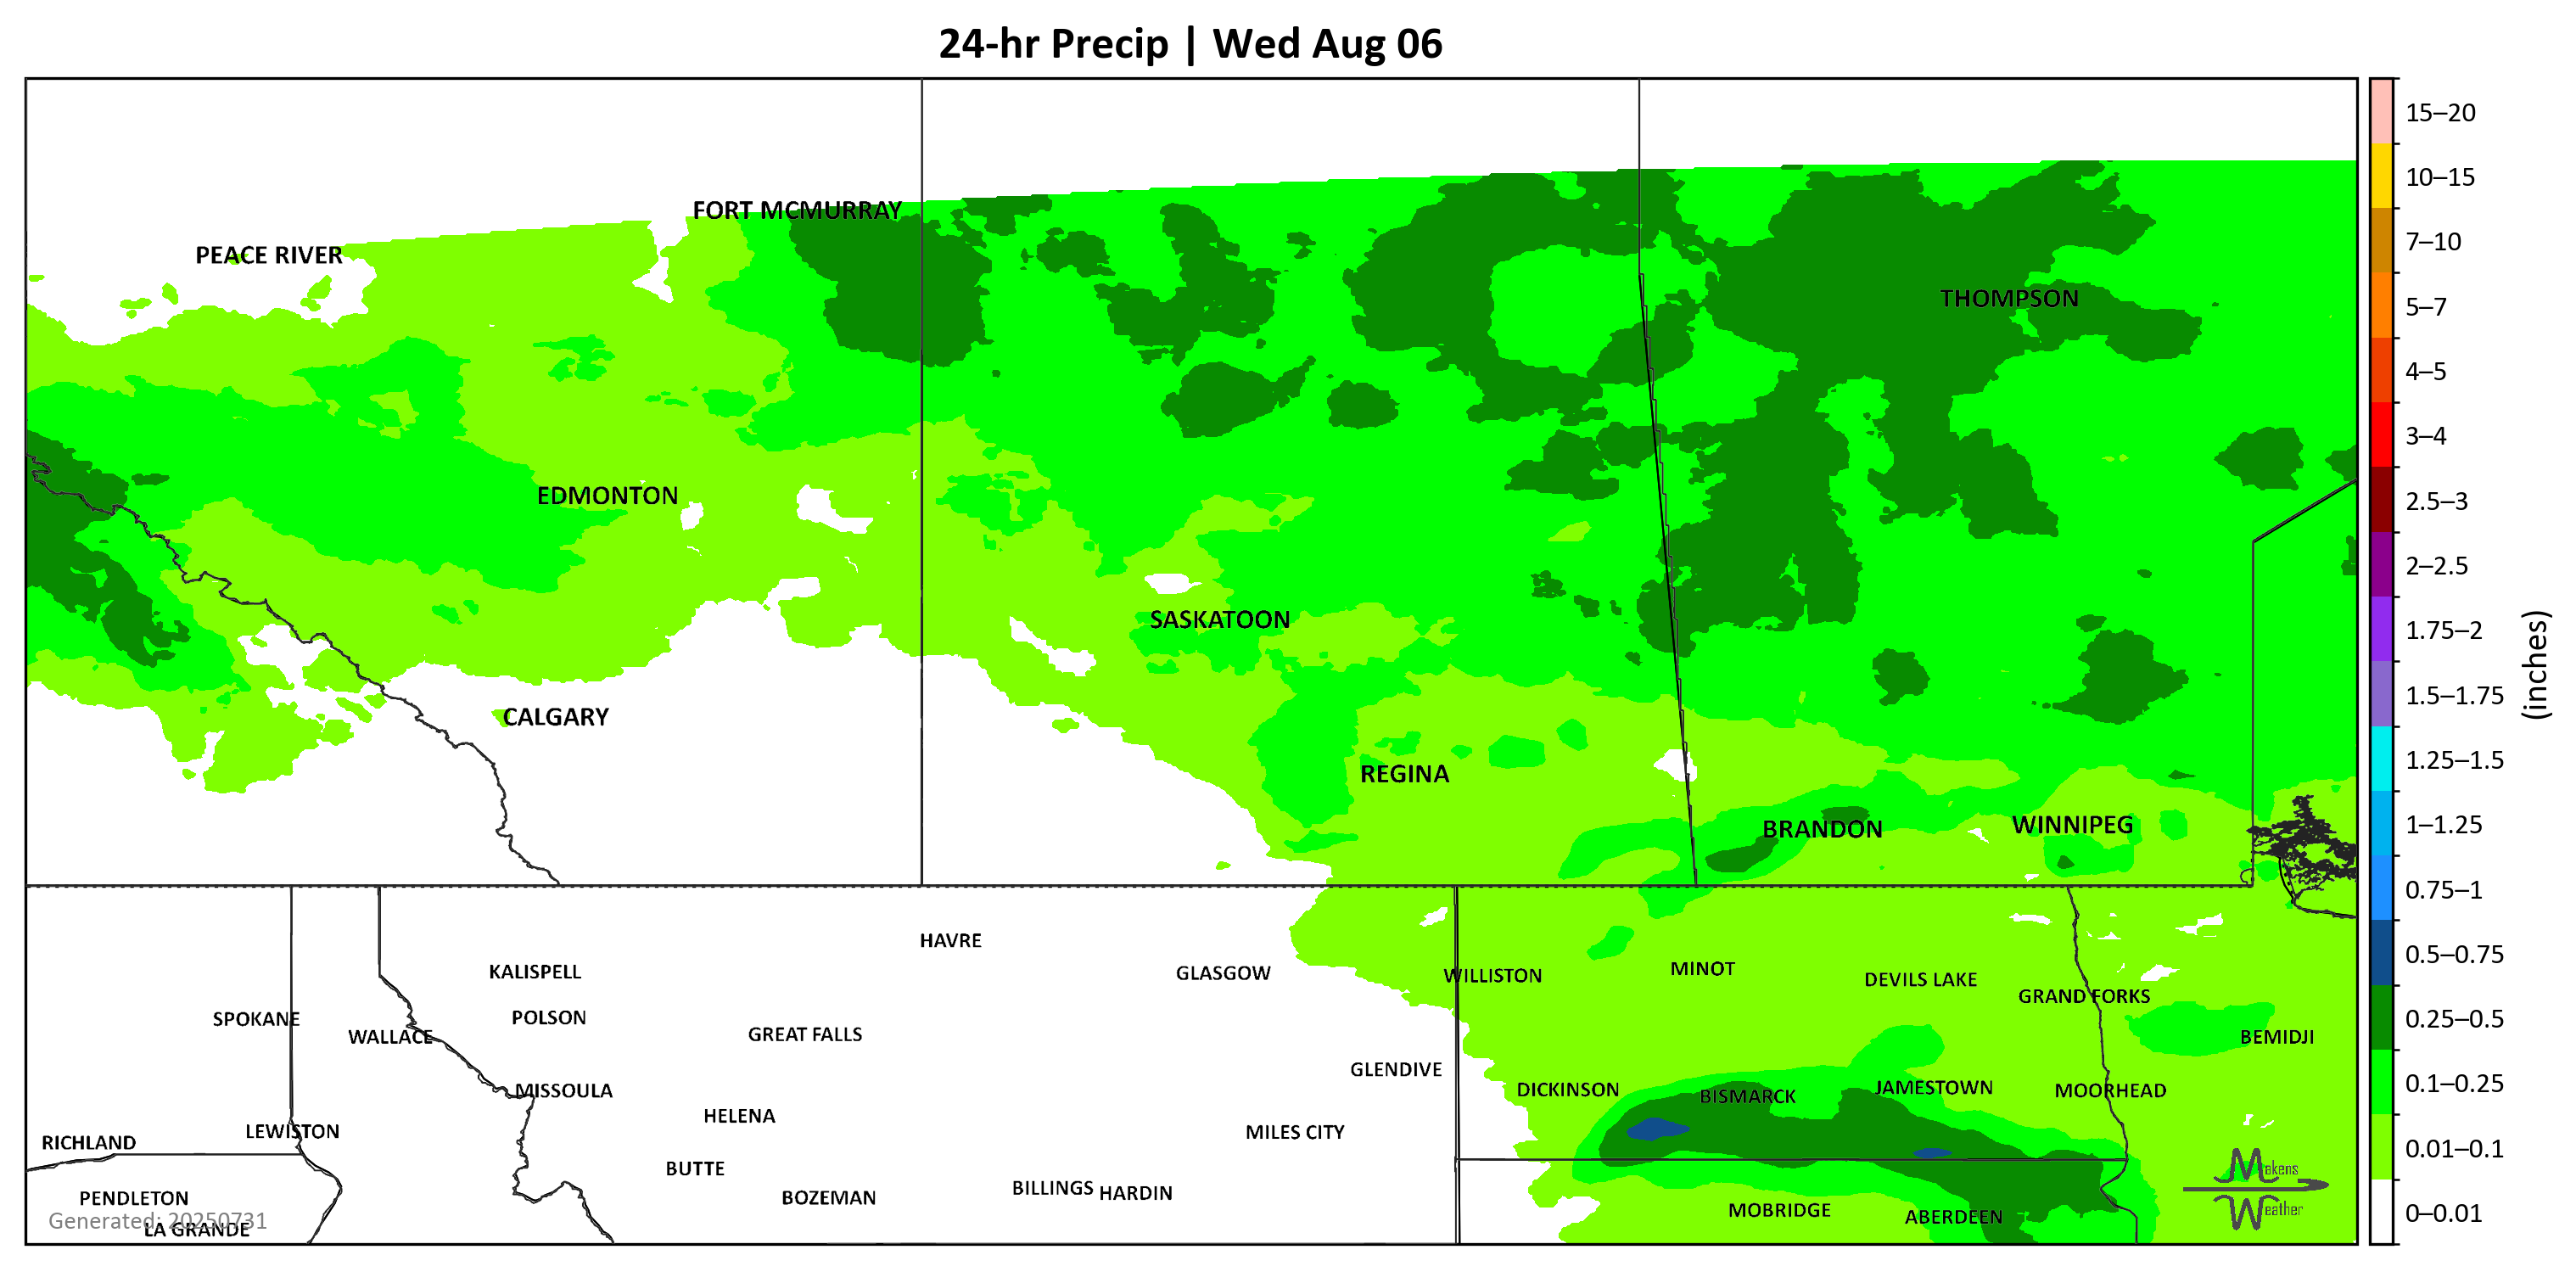 24-hr Precip | Wed Aug 06
15–20
10–15
7–10
5–7
4–5
3–4
2.5–3
2–2.5
1.75–2
1.5–1.75
1.25–1.5
1–1.25
0.75–1
0.5–0.75
0.25–0.5
0.1–0.25
0.01–0.1
0–0.01
(inches)
FORT MCMURRAY
PEACE RIVER
THOMPSON
EDMONTON
SASKATOON
CALGARY
REGINA
BRANDON
WINNIPEG
HAVRE
KALISPELL
GLASGOW
WILLISTON
MINOT
DEVILS LAKE
GRAND FORKS
SPOKANE
WALLACE
POLSON
GREAT FALLS
BEMIDJI
GLENDIVE
MISSOULA
DICKINSON
BISMARCK
JAMESTOWN
MOORHEAD
HELENA
LEWISTON
RICHLAND
MILES CITY
BUTTE
PENDLETON
BOZEMAN
BILLINGS
HARDIN
MOBRIDGE
ABERDEEN
Generated: 20250731
LA GRANDE
Makens
Weather